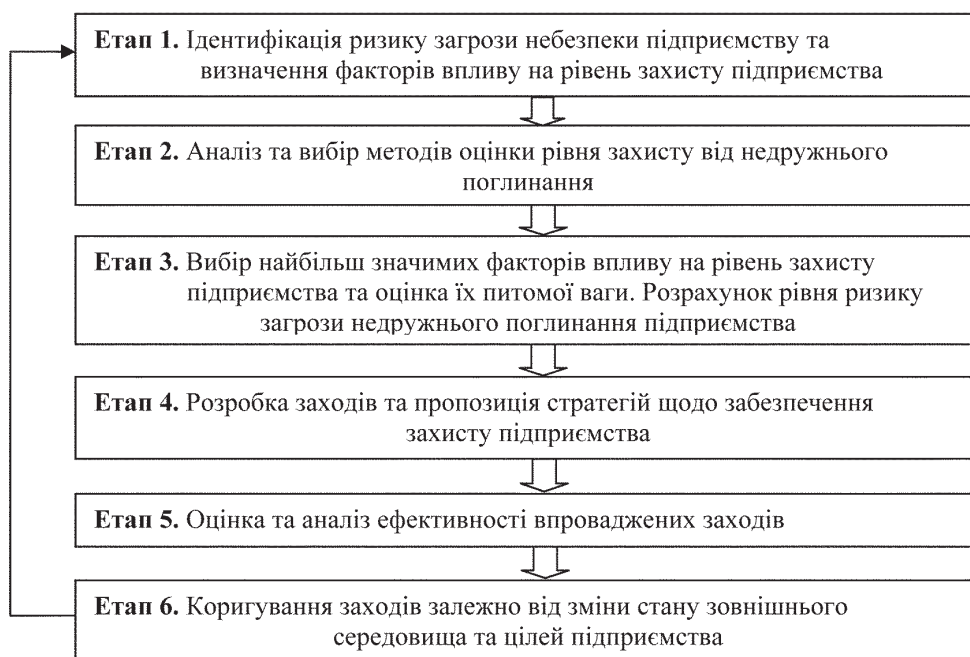 Етап 1. Ідентифікація ризику загрози небезпеки підприємству та
визначення факторів впливу на рівень захисту підприємства
Етап 2. Аналіз та вибір методів оцінки рівня захисту від недружнього
поглинання
Етап 3. Вибір найбільш значимих факторів впливу на рівень захисту
підприємства та оцінка їх питомої ваги. Розрахунок рівня ризику
загрози недружнього поглинання підприємства
Етап 4. Розробка заходів та пропозиція стратегій щодо забезпечення
захисту підприємства
Етап 5. Оцінка та аналіз ефективності впроваджених заходів
Етап 6. Коригування заходів залежно від зміни стану зовнішнього
середовища та цілей підприємства